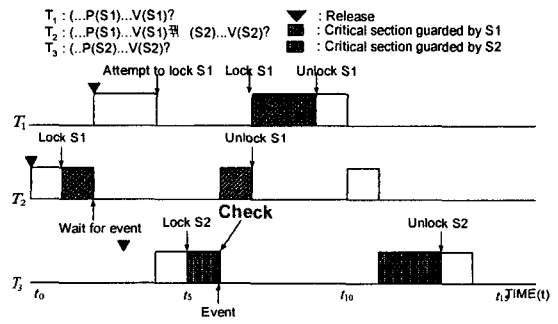 T1 : (...P(S1)...V(S1)?
T2 : (...P(S1)...V(S1)꿔 (S2)...V(S2)?
T3 : (..P(S2)...V(S2)?
: Release
: Critical section guarded by S1
: Critical section guarded by S2
Attempt to lock S1
Lock S1
Unlock S1
T1
Lock S1
Unlock S1
T2
Wait for event
Check
Lock S2
Unlock S2
T3
t0
t5
t10
TIME(t)
Event